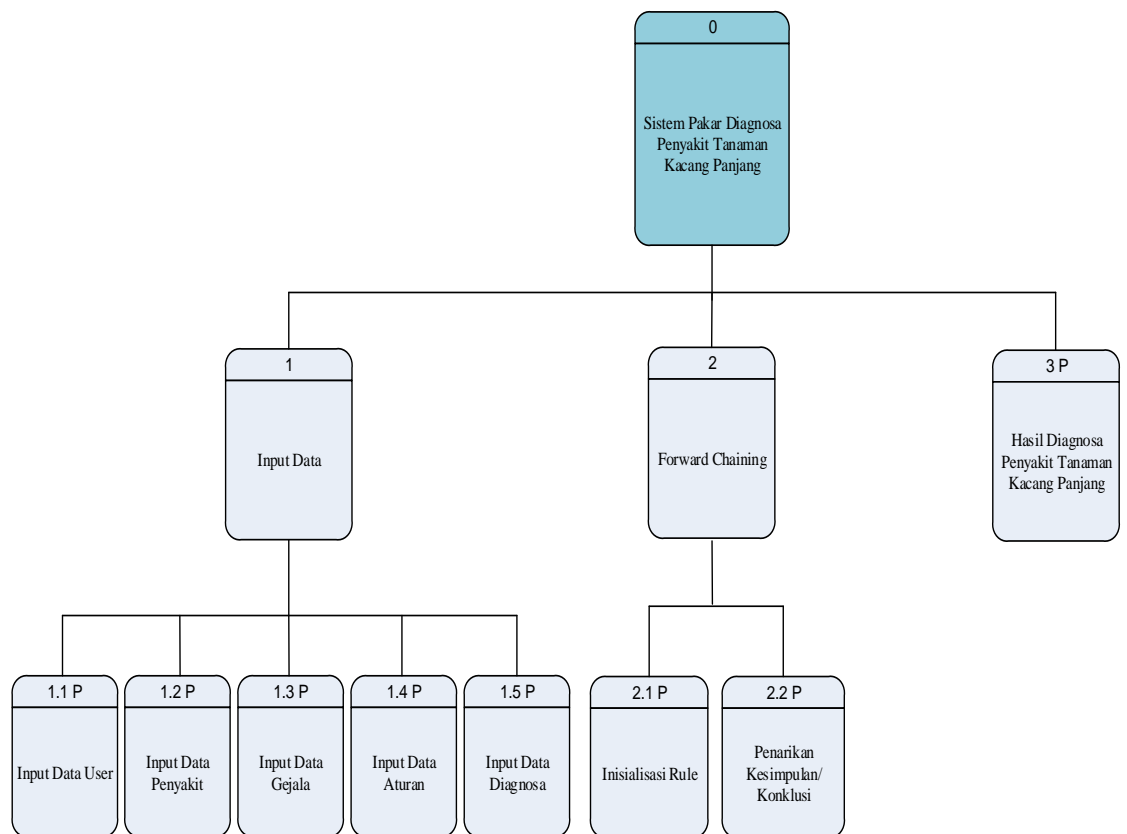 0
Sistem Pakar Diagnosa
Penyakit Tanaman
Kacang Panjang
1
Input Data
2
Forward Chaining
3 P
Hasil Diagnosa
Penyakit Tanaman
Kacang Panjang
1.1 P
Input Data User
1.2 P
Input Data
Penyakit
1.3 P
Input Data
Gejala
1.4 P
Input Data
Aturan
1.5 P
Input Data
Diagnosa
2.1 P
Inisialisasi Rule
2.2 P
Penarikan
Kesimpulan/
Konklusi